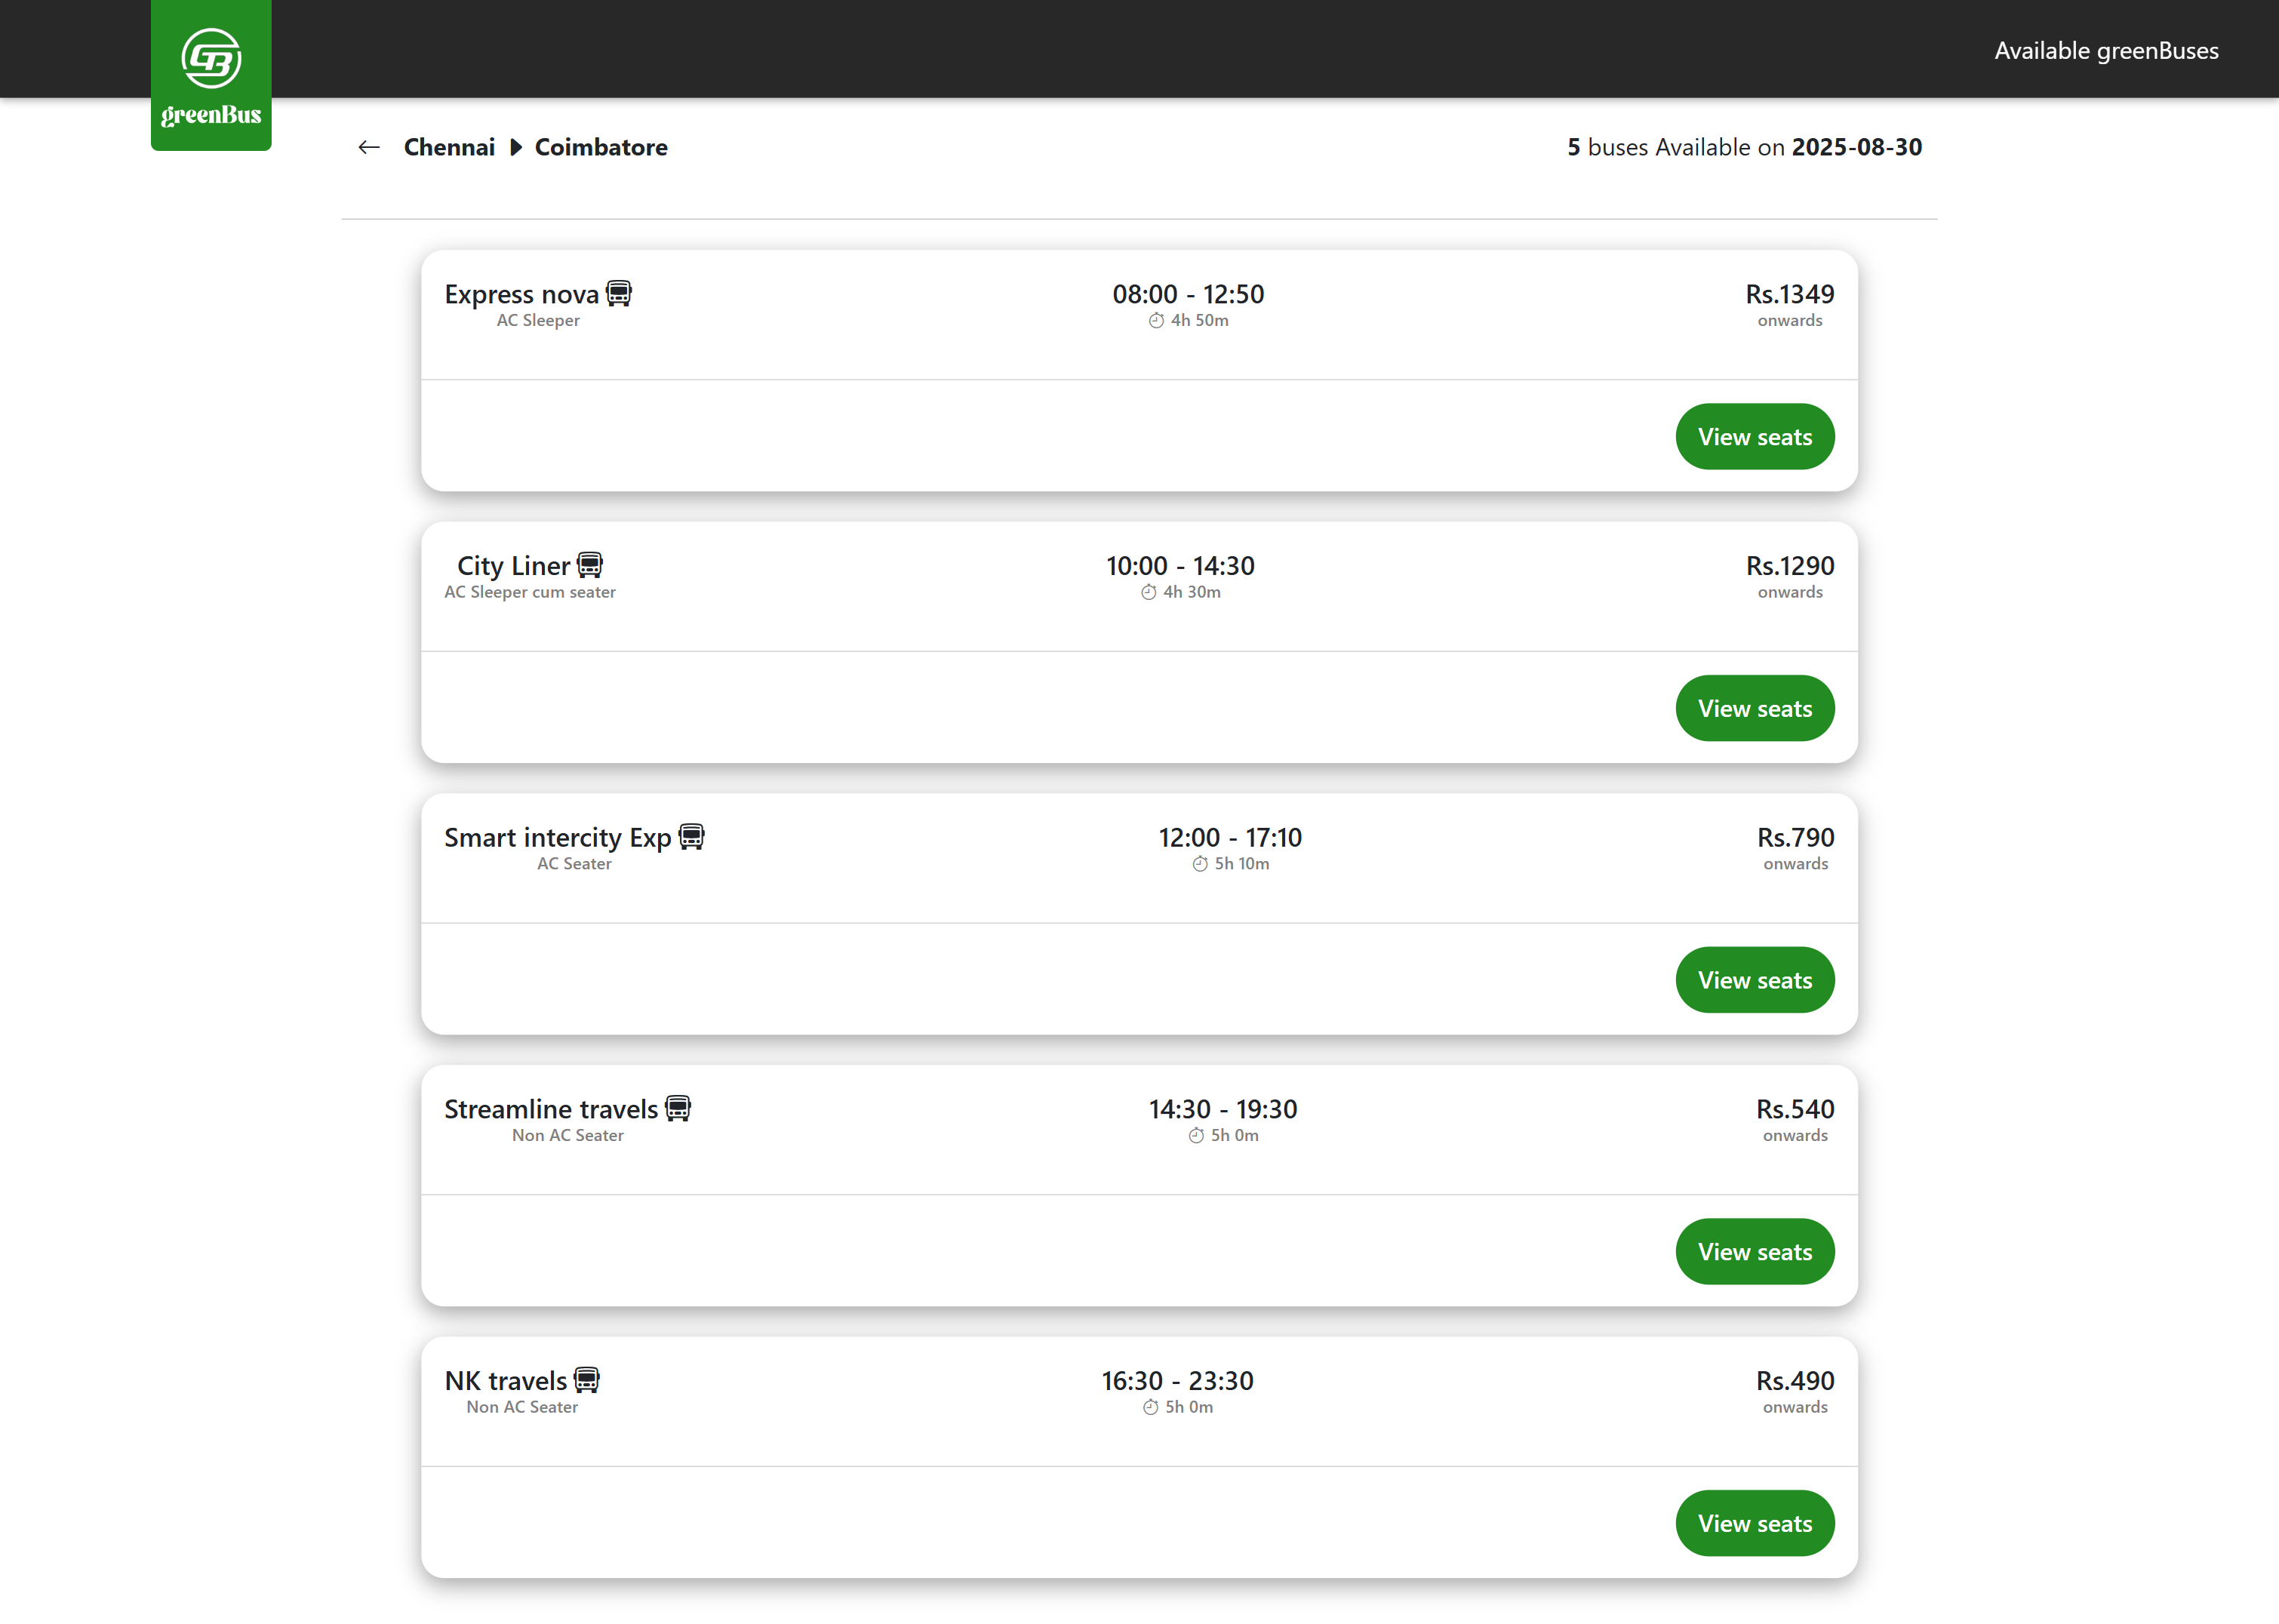 Available greenBuses
GB
greenBus
Chennai Coimbatore
5 buses Available on 2025-08-30
Express nova 08:00 - 12:50 Rs.1349
AC Sleeper 4h 50m onwards
View seats
City Liner 10:00 - 14:30 Rs.1290
AC Sleeper cum seater 4h 30m onwards
View seats
Smart intercity Exp 12:00 - 17:10 Rs.790
AC Seater 5h 10m onwards
View seats
Streamline travels 14:30 - 19:30 Rs.540
Non AC Seater 5h 0m onwards
View seats
NK travels 16:30 - 23:30 Rs.490
Non AC Seater 5h 0m onwards
View seats